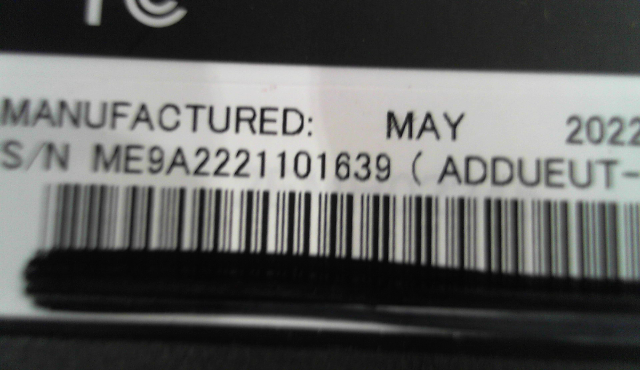 MANUFACTURED: MAY 2022
S/N ME9A2221101639 ( ADDUEUT-